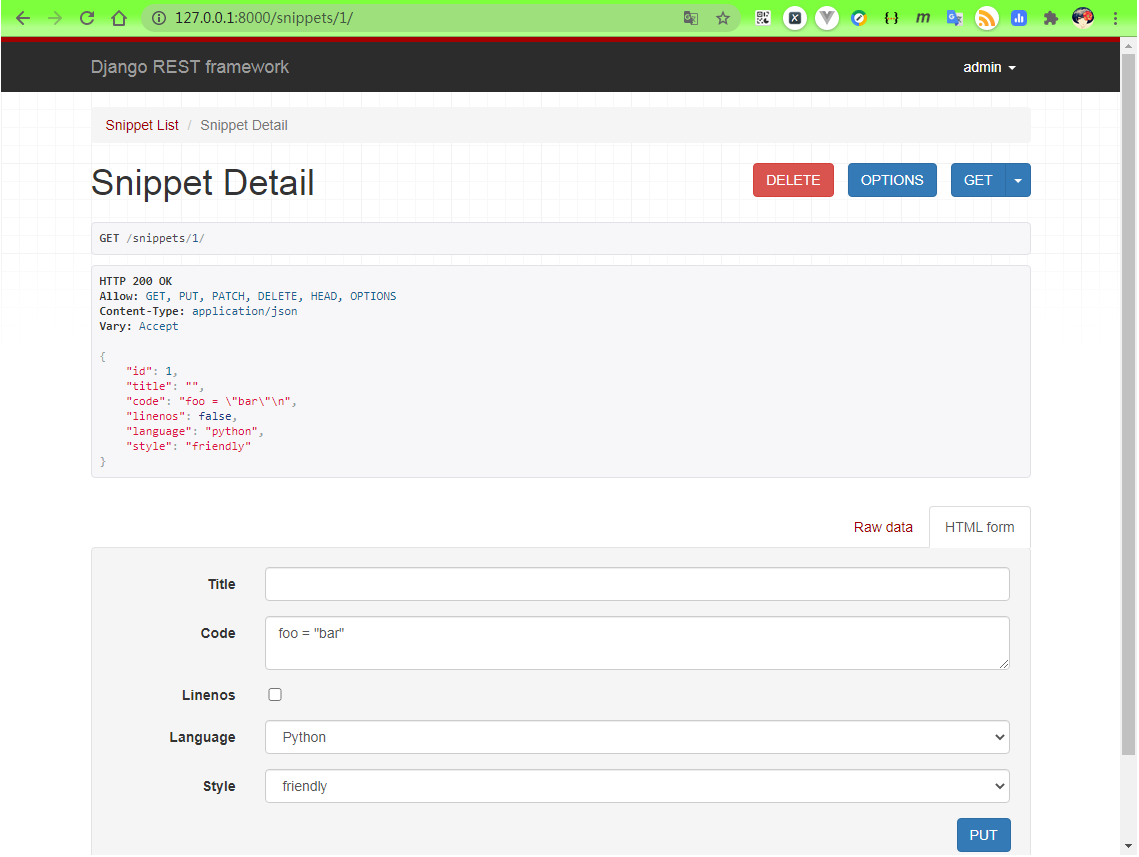 127.0.0.1:8000/snippets/1/
Django REST framework
admin
Snippet List / Snippet Detail
Snippet Detail
DELETE
OPTIONS
GET
GET /snippets/1/
HTTP 200 OK
Allow: GET, PUT, PATCH, DELETE, HEAD, OPTIONS
Content-Type: application/json
Vary: Accept
{
    "id": 1,
    "title": "",
    "code": "foo = \"bar\"\n",
    "linenos": false,
    "language": "python",
    "style": "friendly"
}
Raw data
HTML form
Title
Code
foo = "bar"
Linenos
Language
Python
Style
friendly
PUT